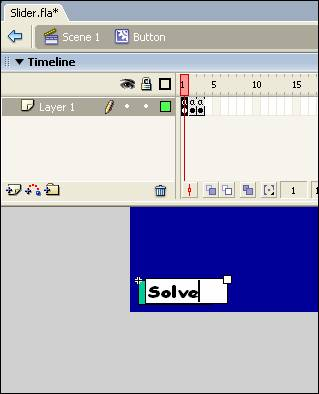 Slider.fla*
Scene 1 Button
Timeline
1 5 10 15
Layer 1
a a a
1
Solve